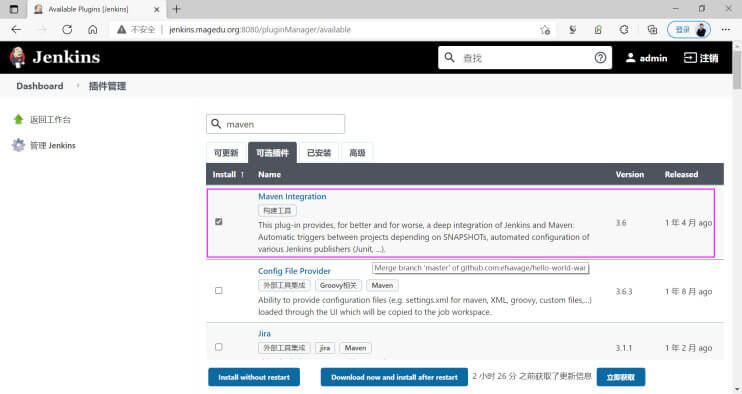 Available Plugins [Jenkins]
不安全 | jenkins.magedu.org:8080/pluginManager/available
登录
Jenkins
查找
admin
注销
Dashboard
插件管理
返回工作台
管理 Jenkins
maven
可更新
可选插件
已安装
高级
Install ↑ Name Version Released
Maven Integration
构建工具
This plug-in provides, for better and for worse, a deep integration of Jenkins and Maven:
Automatic triggers between projects depending on SNAPSHOTs, automated configuration of
various Jenkins publishers (Junit, ...).
3.6
1 年 4 月 ago
Config File Provider
Merge branch 'master' of github.com:efsavage/hello-world-war
外部工具集成 Groovy相关 Maven
Ability to provide configuration files (e.g. settings.xml for maven, XML, groovy, custom files,...)
loaded through the UI which will be copied to the job workspace.
3.6.3
1 年 8 月 ago
Jira
外部工具集成 jira Maven
3.1.1
1 年 2 月 ago
Install without restart
Download now and install after restart
2 小时 26 分 之前获取了更新信息
立即获取